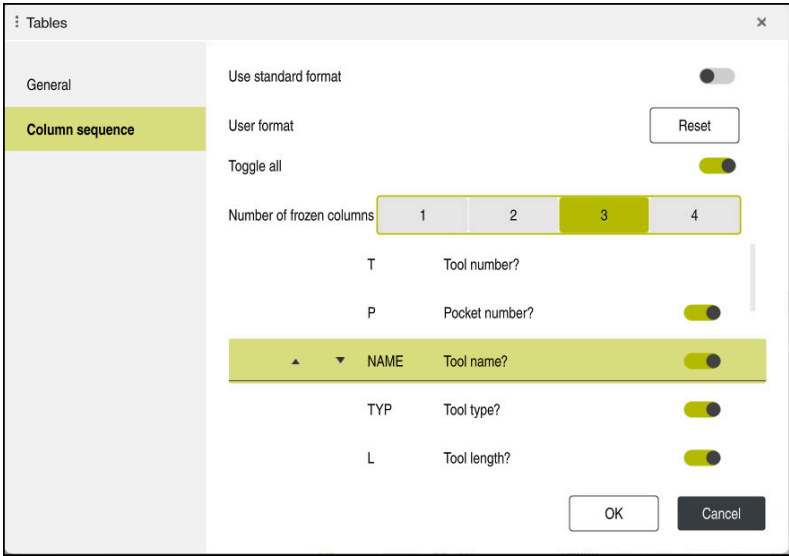 Tables
General
Column sequence
Use standard format
User format
Reset
Toggle all
Number of frozen columns
1 2 3 4
T Tool number?
P Pocket number?
NAME Tool name?
TYP Tool type?
L Tool length?
OK Cancel